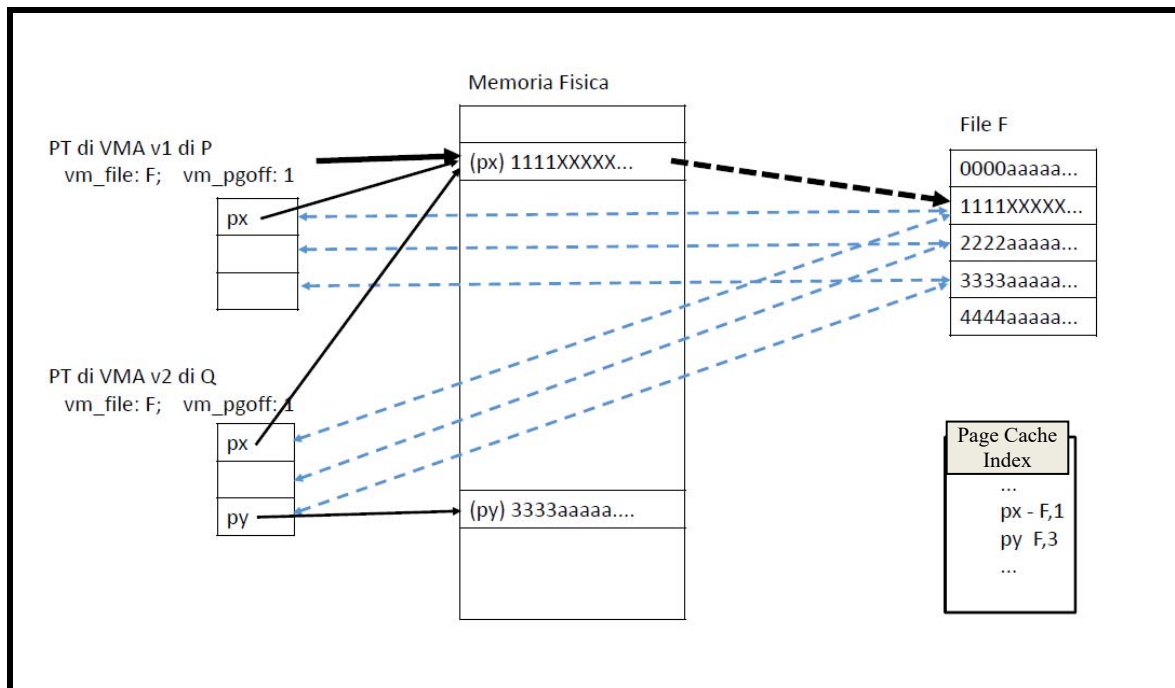 Memoria Fisica
PT di VMA v1 di P
vm_file: F; vm_pgoff: 1
px
(px) 1111XXXXX...
File F
0000aaaaa...
1111XXXXX...
2222aaaaa...
3333aaaaa...
4444aaaaa...
PT di VMA v2 di Q
vm_file: F; vm_pgoff: 1
px
py
(py) 3333aaaaa....
Page Cache
Index
...
px - F,1
py F,3
...